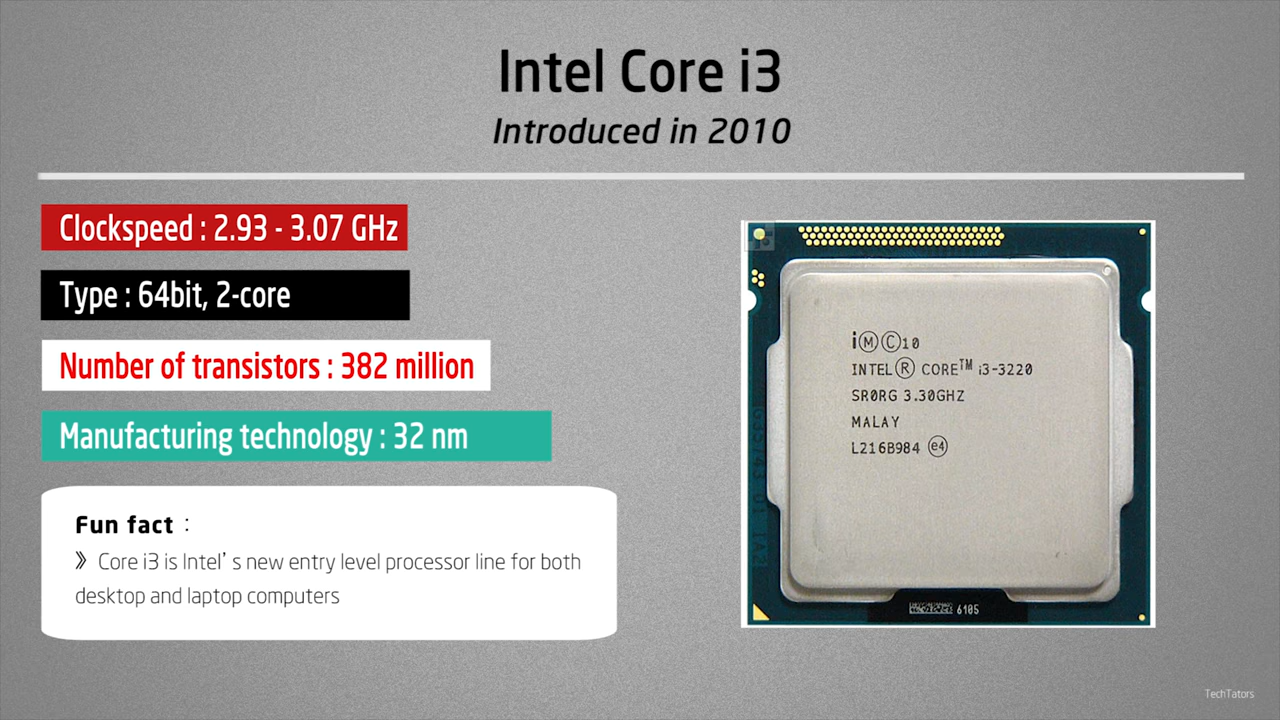 Intel Core i3
Introduced in 2010
Clockspeed : 2.93 - 3.07 GHz
Type : 64bit, 2-core
Number of transistors : 382 million
Manufacturing technology : 32 nm
Fun fact :
》 Core i3 is Intel’ s new entry level processor line for both
desktop and laptop computers
i Ⓜ Ⓒ10
INTEL® CORE™ i3-3220
SR0RG 3.30GHZ
MALAY
L216B984 e4
6105
TechTators